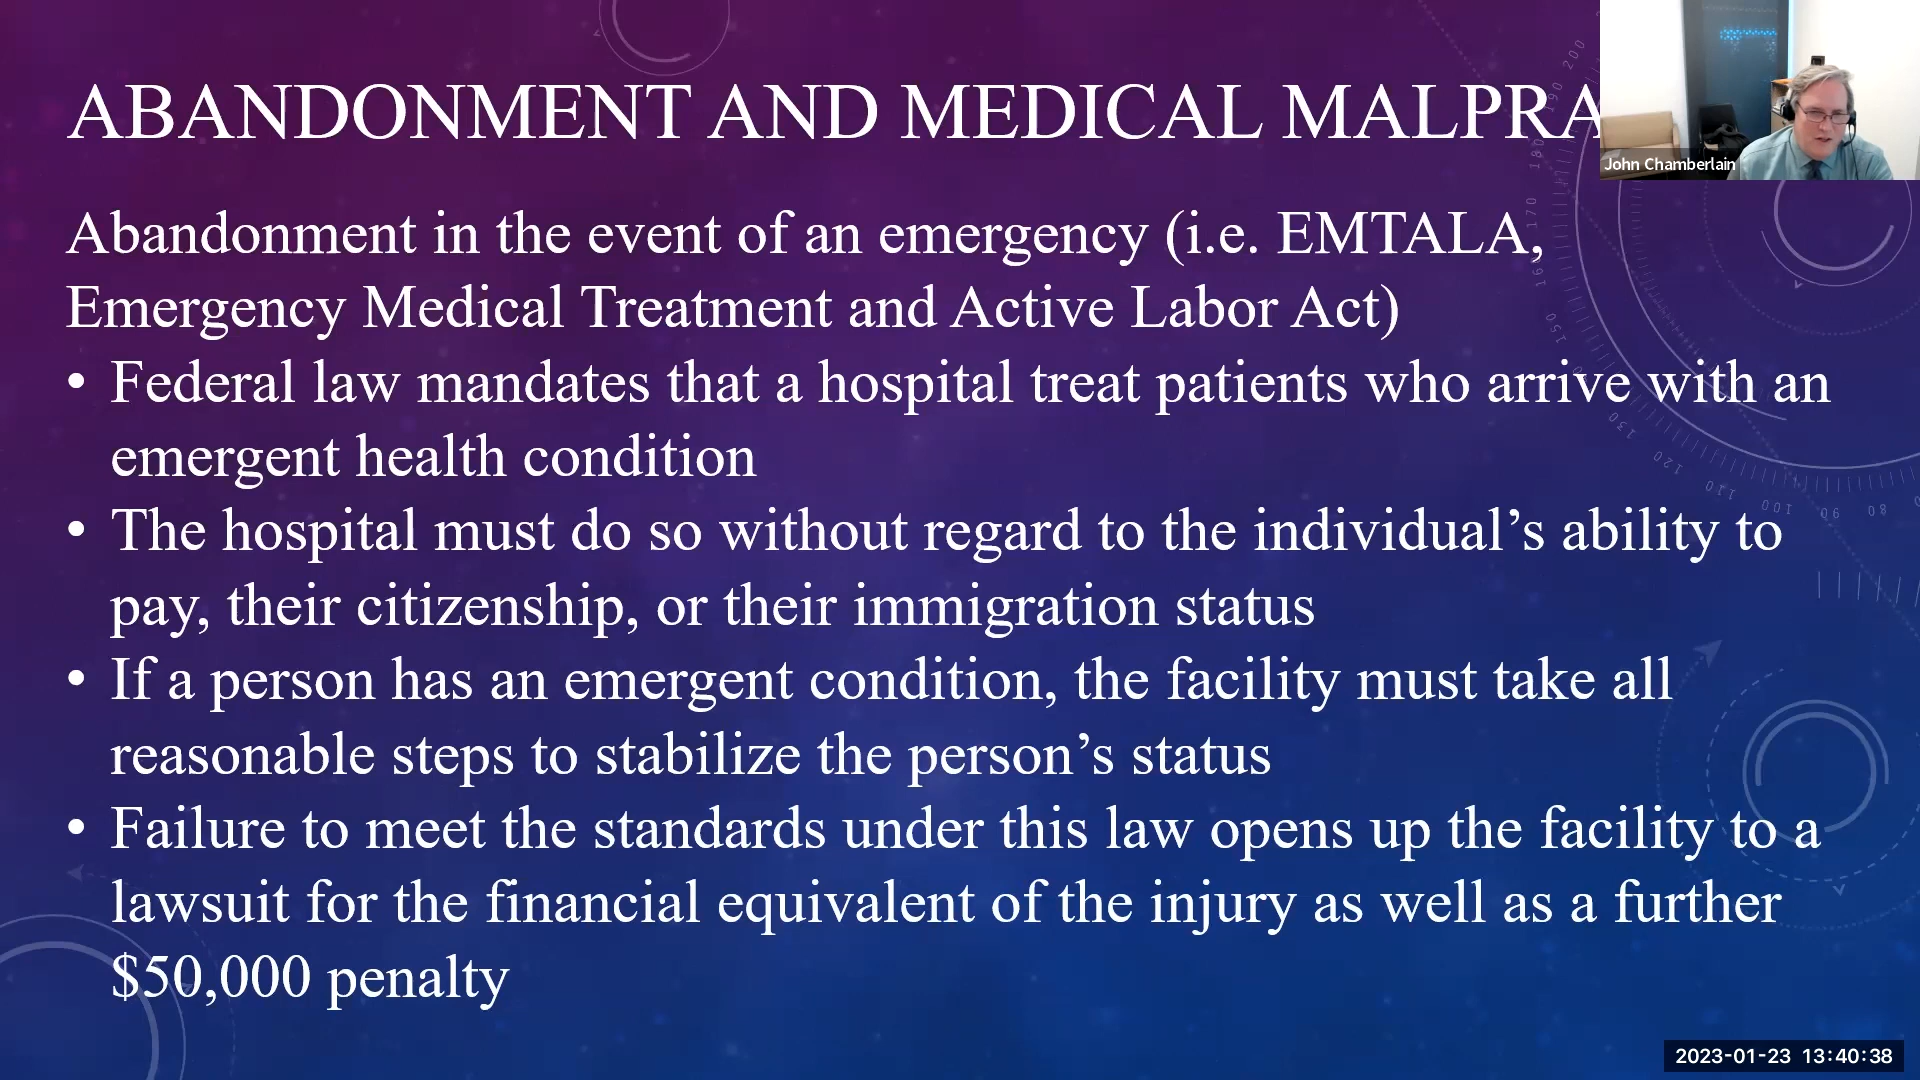 ABANDONMENT AND MEDICAL MALPRA
John Chamberlain
Abandonment in the event of an emergency (i.e. EMTALA,
Emergency Medical Treatment and Active Labor Act)
• Federal law mandates that a hospital treat patients who arrive with an
emergent health condition
• The hospital must do so without regard to the individual’s ability to
pay, their citizenship, or their immigration status
• If a person has an emergent condition, the facility must take all
reasonable steps to stabilize the person’s status
• Failure to meet the standards under this law opens up the facility to a
lawsuit for the financial equivalent of the injury as well as a further
$50,000 penalty
2023-01-23 13:40:38